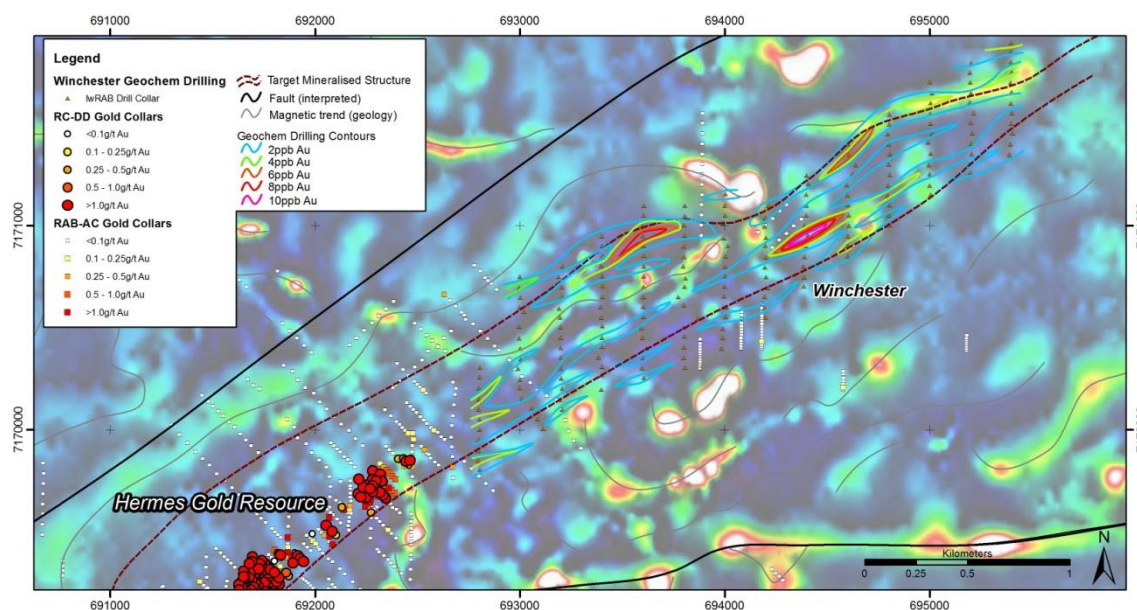 691000 692000 693000 694000 695000
Legend
Winchester Geochem Drilling
IwRAB Drill Collar
RC-DD Gold Collars
<0.1g/t Au
0.1 - 0.25g/t Au
0.25 - 0.5g/t Au
0.5 - 1.0g/t Au
>1.0g/t Au
RAB-AC Gold Collars
<0.1g/t Au
0.1 - 0.25g/t Au
0.25 - 0.5g/t Au
0.5 - 1.0g/t Au
>1.0g/t Au
Target Mineralised Structure
Fault (interpreted)
Magnetic trend (geology)
Geochem Drilling Contours
2ppb Au
4ppb Au
6ppb Au
8ppb Au
10ppb Au
7171000
7170000
Winchester
Hermes Gold Resource
N
Kilometers
0 0.25 0.5 1
691000 692000 693000 694000 695000